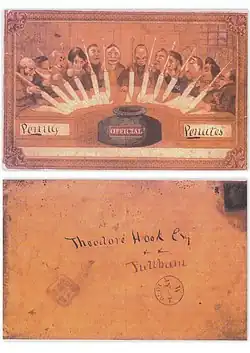 Penny
OFFICIAL
Penates
Theodore Hook Esq
Fulham